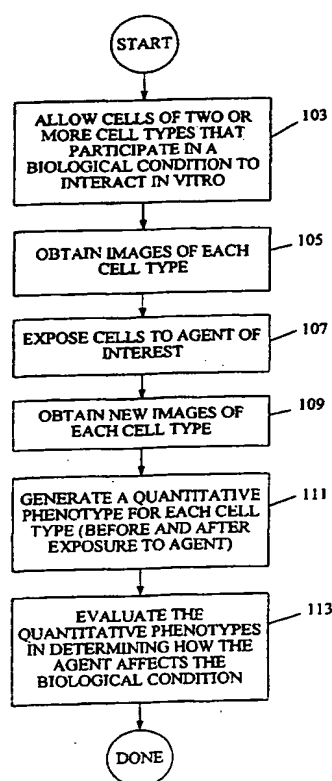 START
ALLOW CELLS OF TWO OR
MORE CELL TYPES THAT
PARTICIPATE IN A
BIOLOGICAL CONDITION TO
INTERACT IN VITRO
103
OBTAIN IMAGES OF EACH
CELL TYPE
105
EXPOSE CELLS TO AGENT OF
INTEREST
107
OBTAIN NEW IMAGES OF
EACH CELL TYPE
109
GENERATE A QUANTITATIVE
PHENOTYPE FOR EACH CELL
TYPE (BEFORE AND AFTER
EXPOSURE TO AGENT)
111
EVALUATE THE
QUANTITATIVE PHENOTYPES
IN DETERMINING HOW THE
AGENT AFFECTS THE
BIOLOGICAL CONDITION
113
DONE